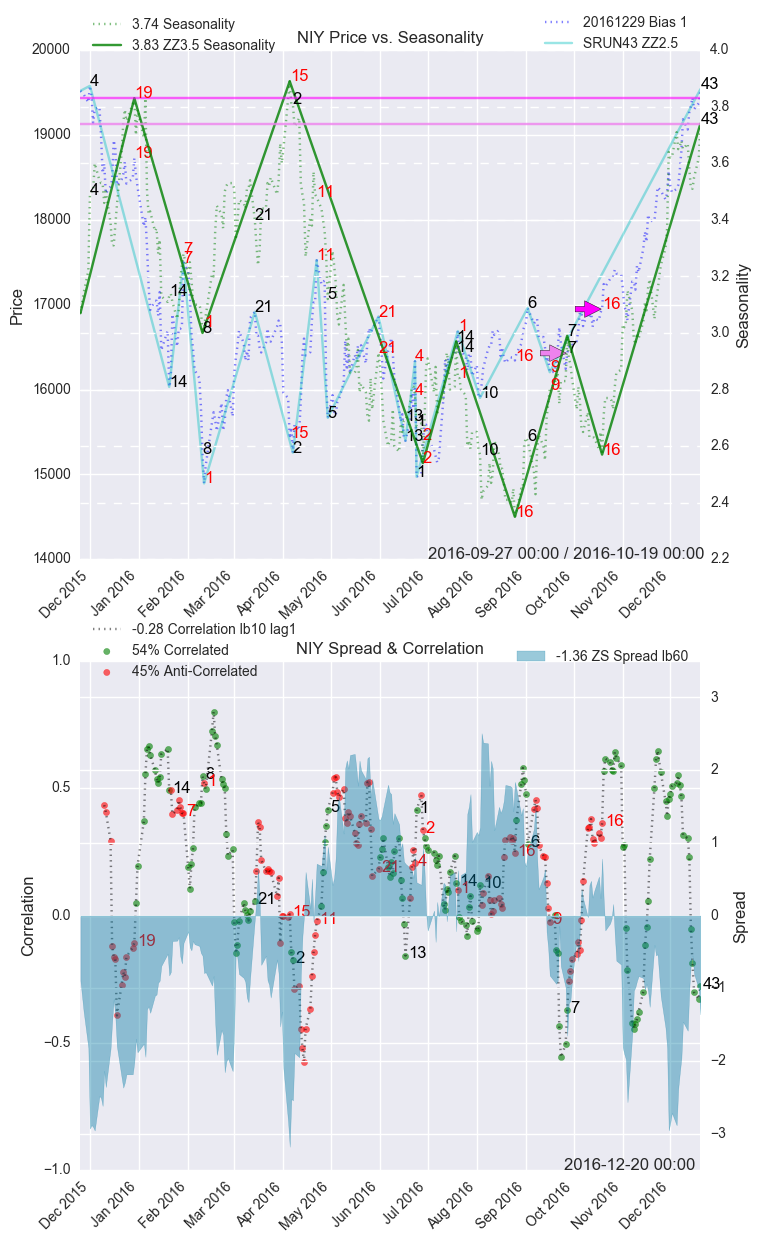 3.74 Seasonality
3.83 ZZ3.5 Seasonality
NIY Price vs. Seasonality
20161229 Bias 1
SRUN43 ZZ2.5
20000
19000
18000
17000
16000
15000
14000
Price
4.0
3.8
3.6
3.4
3.2
3.0
2.8
2.6
2.4
2.2
Seasonality
4
19
15
2
43
43
19
4
11
21
7
7
14
5
8
1
21
11
21
6
16
14
1
14
14
1
7
7
21
4
16
9
9
4
10
5
13
1
15
2
8
1
13
2
2
1
10
6
16
16
2016-09-27 00:00 / 2016-10-19 00:00
Dec 2015
Jan 2016
Feb 2016
Mar 2016
Apr 2016
May 2016
Jun 2016
Jul 2016
Aug 2016
Sep 2016
Oct 2016
Nov 2016
Dec 2016
-0.28 Correlation lb10 lag1
54% Correlated
45% Anti-Correlated
NIY Spread & Correlation
-1.36 ZS Spread lb60
1.0
0.5
0.0
−0.5
−1.0
Correlation
3
2
1
0
−1
−2
−3
Spread
14
8
1
7
5
1
2
4
21
13
14
1
10
6
16
16
19
21
15
2
11
9
7
43
2016-12-20 00:00
Dec 2015
Jan 2016
Feb 2016
Mar 2016
Apr 2016
May 2016
Jun 2016
Jul 2016
Aug 2016
Sep 2016
Oct 2016
Nov 2016
Dec 2016